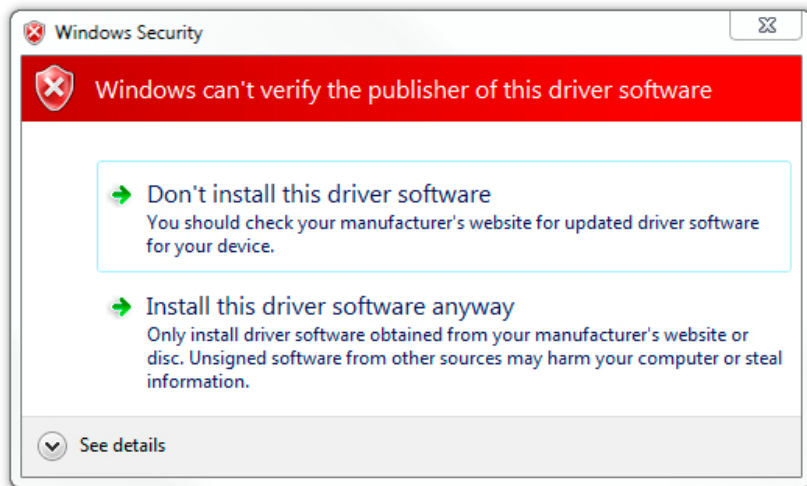 Windows Security
Windows can't verify the publisher of this driver software
Don't install this driver software
You should check your manufacturer's website for updated driver software
for your device.
Install this driver software anyway
Only install driver software obtained from your manufacturer's website or
disc. Unsigned software from other sources may harm your computer or steal
information.
See details